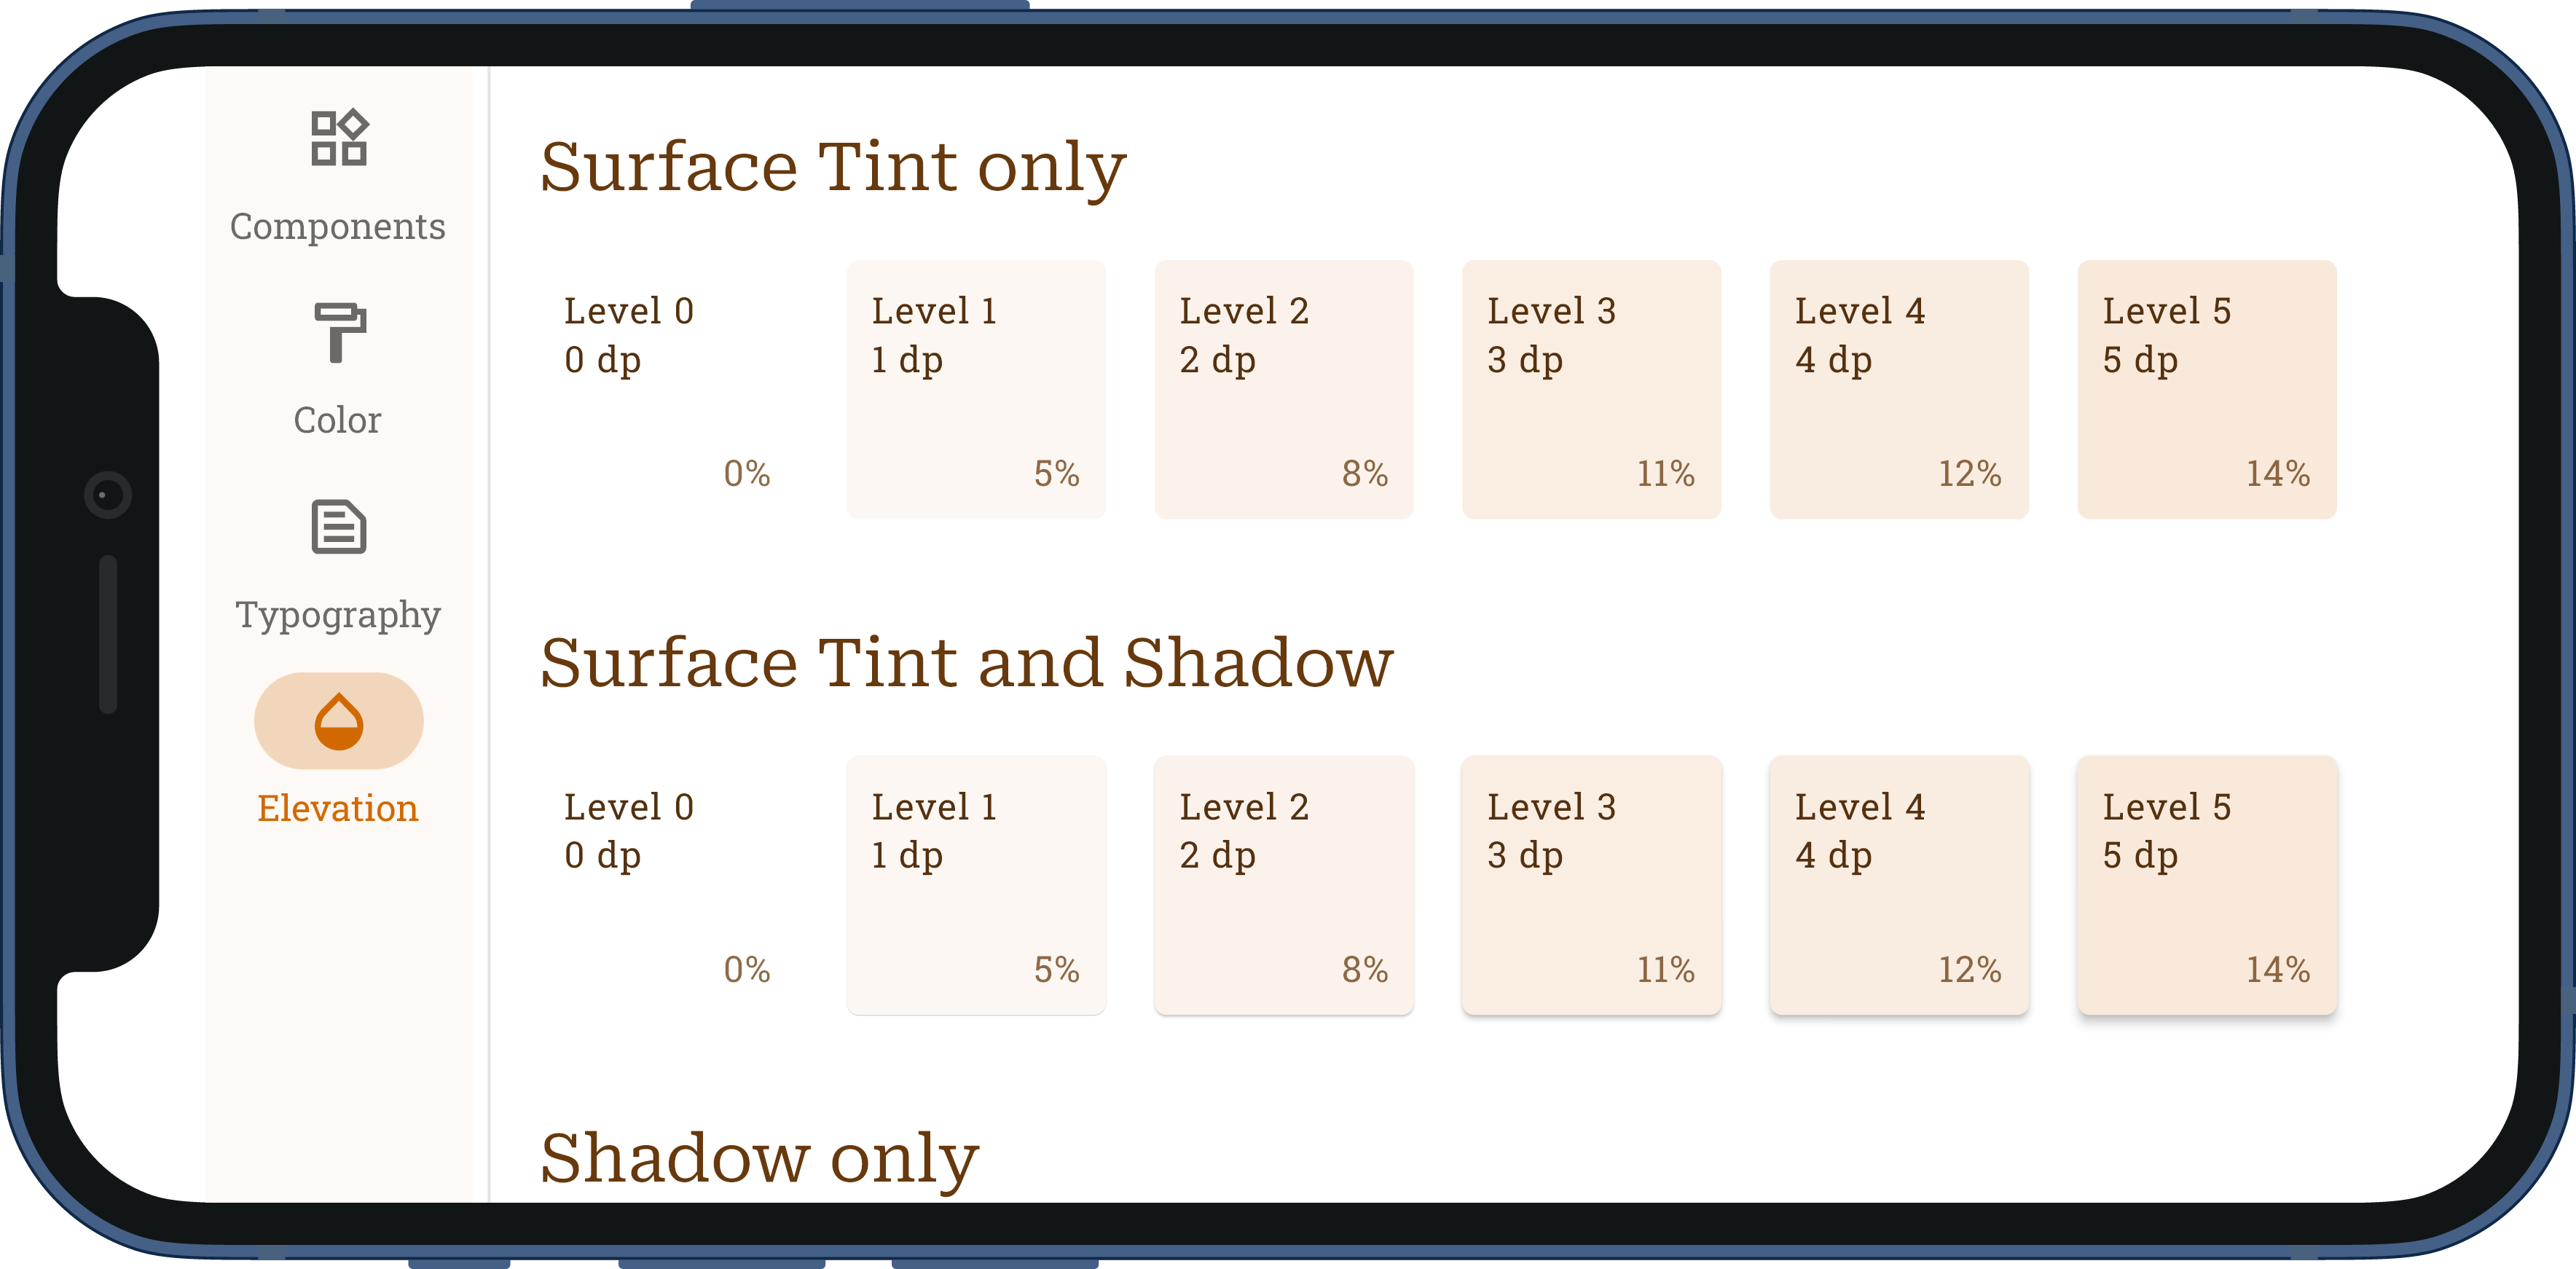 Components
Color
Typography
Elevation
Surface Tint only
Level 0
0 dp
0%
Level 1
1 dp
5%
Level 2
2 dp
8%
Level 3
3 dp
11%
Level 4
4 dp
12%
Level 5
5 dp
14%
Surface Tint and Shadow
Level 0
0 dp
0%
Level 1
1 dp
5%
Level 2
2 dp
8%
Level 3
3 dp
11%
Level 4
4 dp
12%
Level 5
5 dp
14%
Shadow only